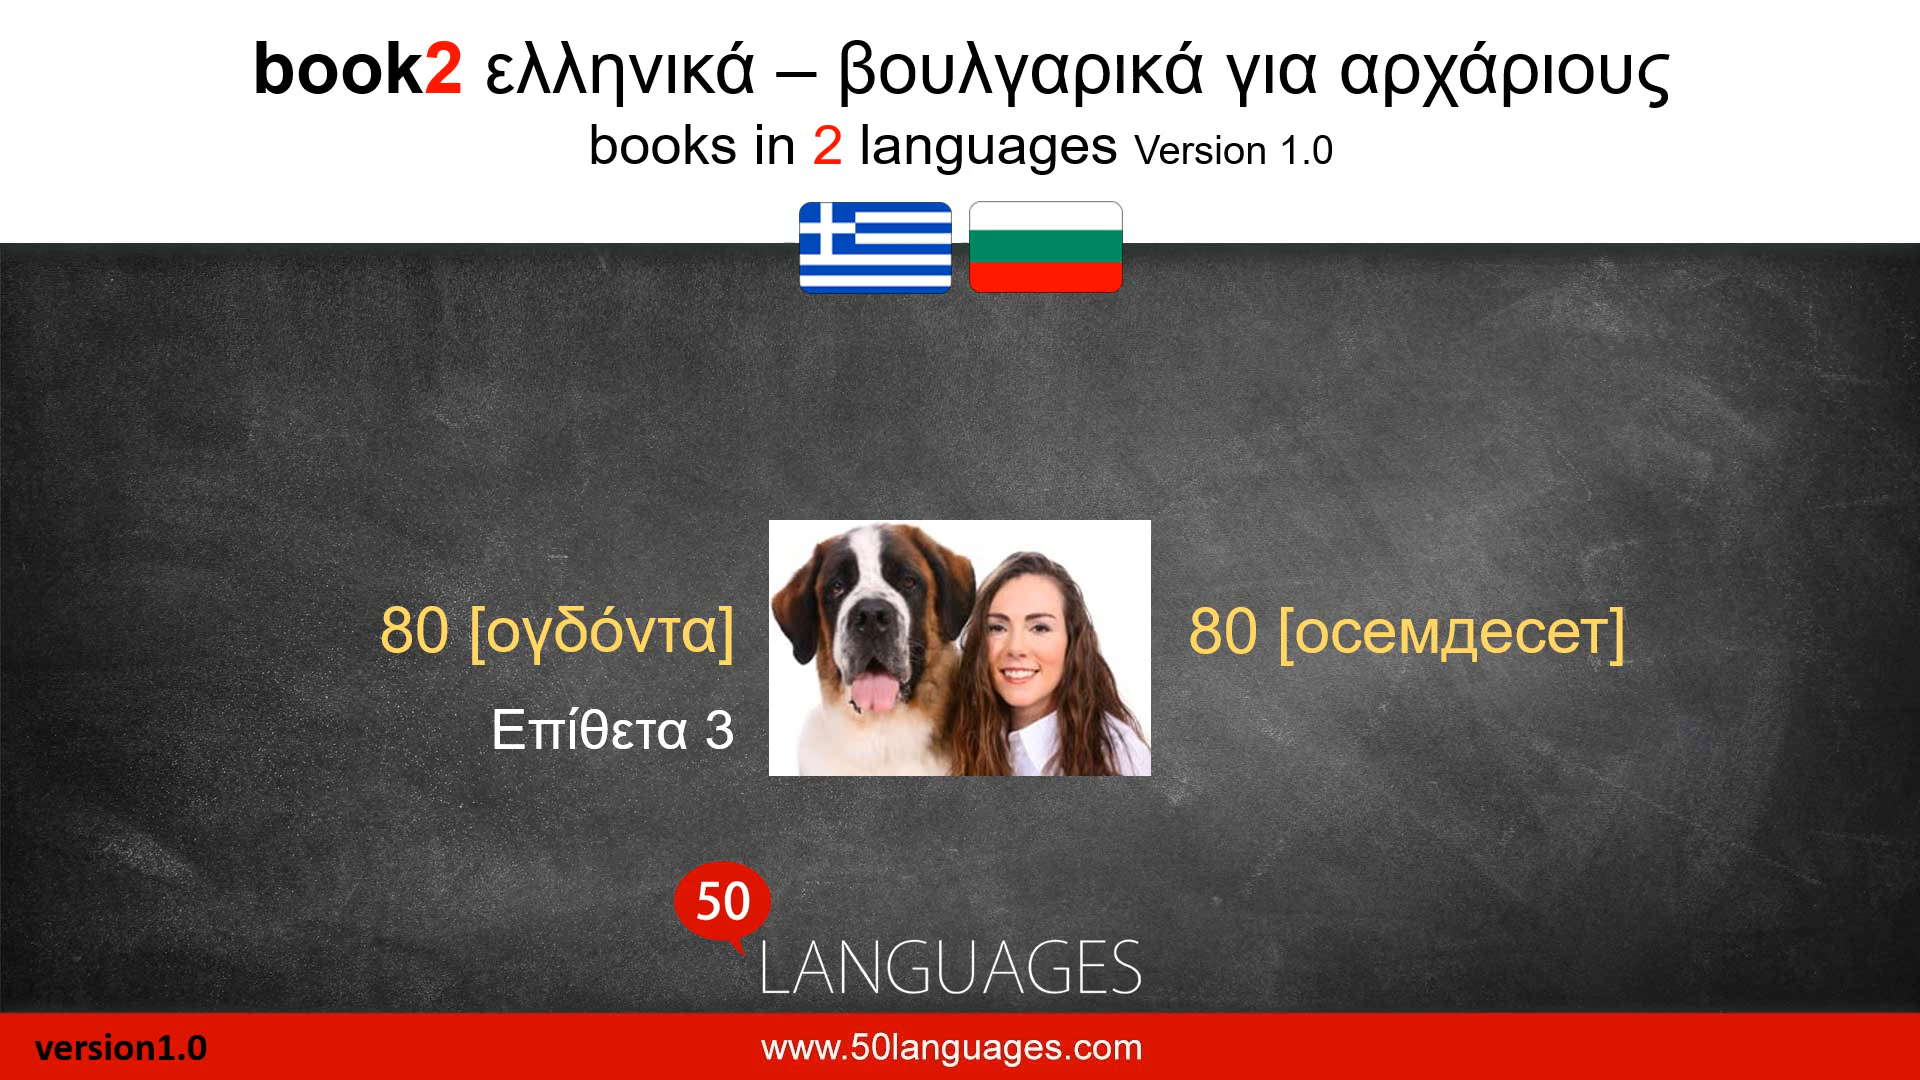 book2 ελληνικά – βουλγαρικά για αρχάριους
books in 2 languages Version 1.0
80 [ογδόντα]
80 [осемдесет]
Επίθετα 3
50
LANGUAGES
version1.0
www.50languages.com